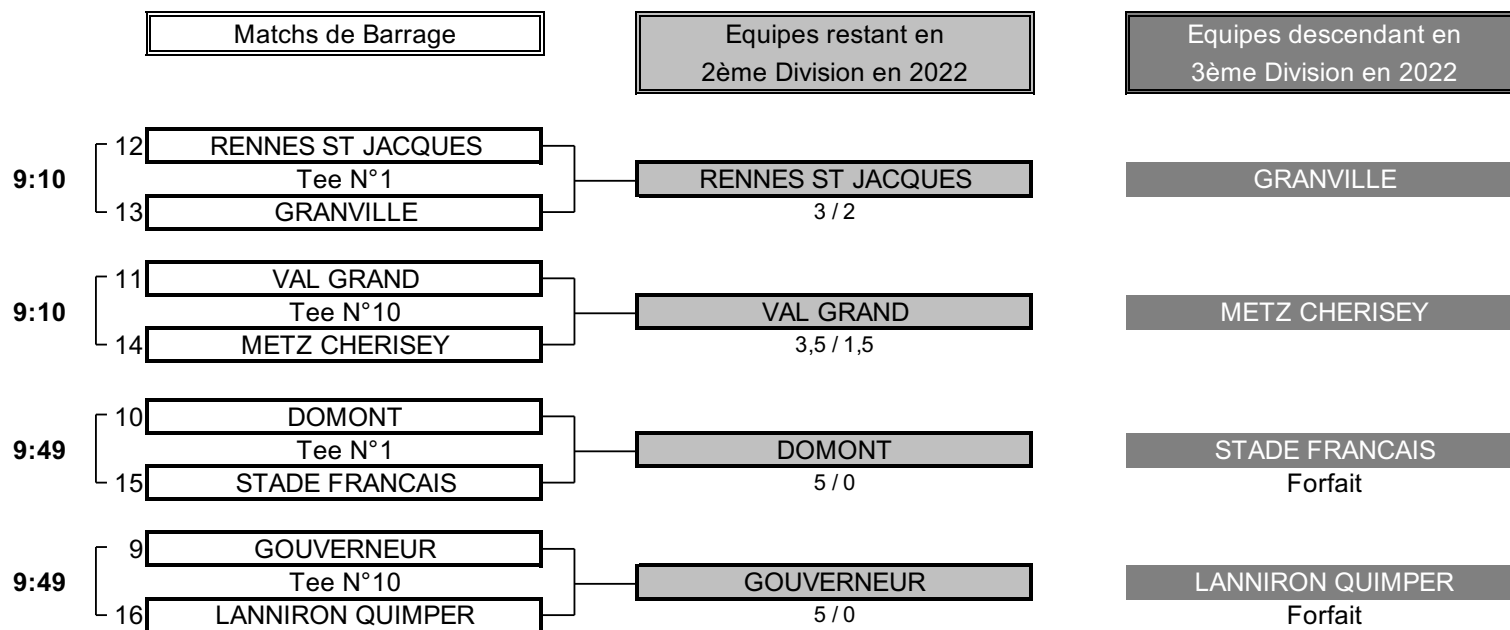 Matchs de Barrage
Equipes restant en
2ème Division en 2022
Equipes descendant en
3ème Division en 2022
12 RENNES ST JACQUES
9:10 Tee N°1 RENNES ST JACQUES GRANVILLE
13 GRANVILLE 3 / 2
11 VAL GRAND
9:10 Tee N°10 VAL GRAND METZ CHERISEY
14 METZ CHERISEY 3,5 / 1,5
10 DOMONT
9:49 Tee N°1 DOMONT STADE FRANCAIS
15 STADE FRANCAIS 5 / 0 Forfait
9 GOUVERNEUR
9:49 Tee N°10 GOUVERNEUR LANNIRON QUIMPER
16 LANNIRON QUIMPER 5 / 0 Forfait